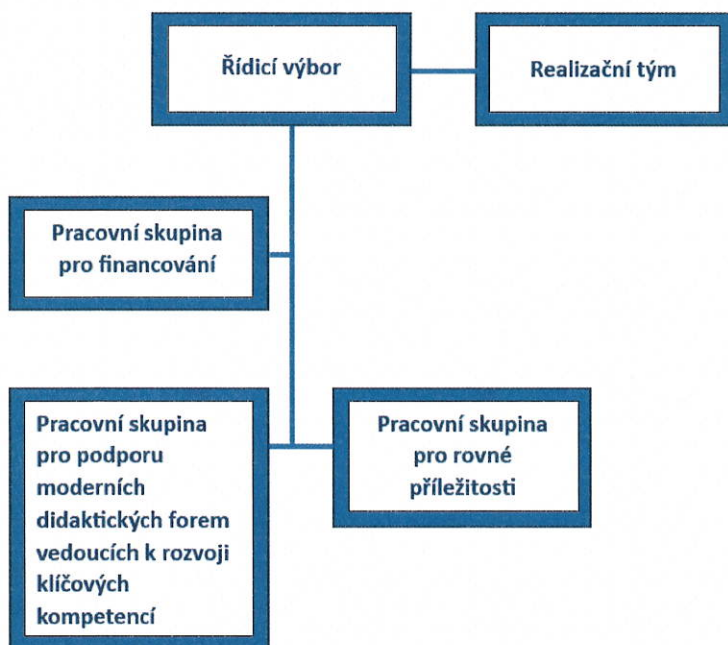 Řídicí výbor
Realizační tým
Pracovní skupina
pro financování
Pracovní skupina
pro podporu
moderních
didaktických forem
vedoucích k rozvoji
klíčových
kompetencí
Pracovní skupina
pro rovné
příležitosti